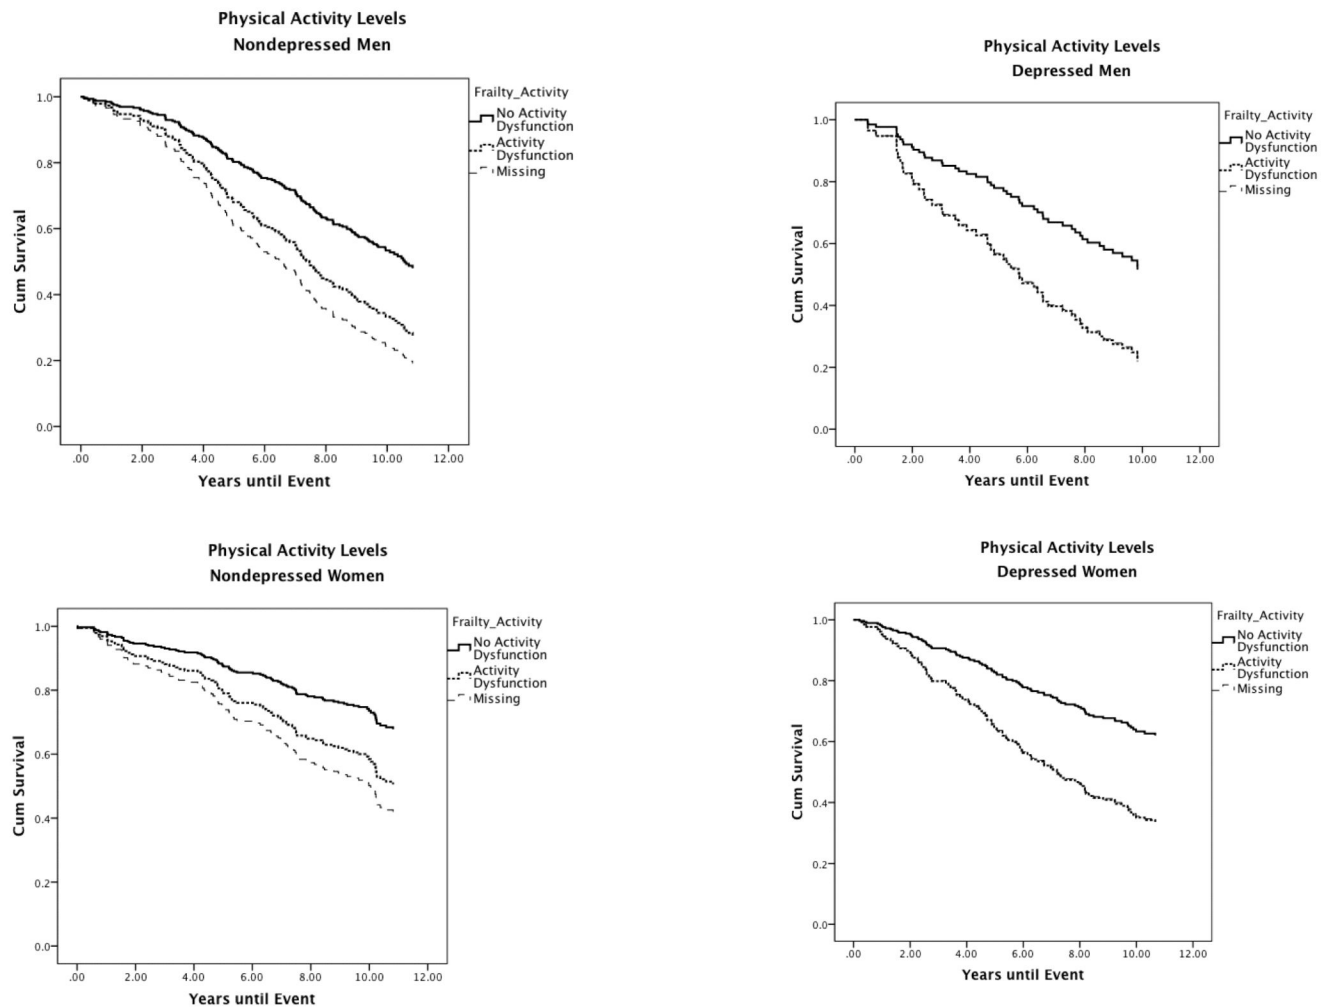 Physical Activity Levels
Nondepressed Men
1.0
0.8
0.6
0.4
0.2
0.0
Cum Survival
.00 2.00 4.00 6.00 8.00 10.00 12.00
Years until Event
Frailty_Activity
No Activity
Dysfunction
Activity
Dysfunction
Missing
Physical Activity Levels
Depressed Men
1.0
0.8
0.6
0.4
0.2
0.0
Cum Survival
.00 2.00 4.00 6.00 8.00 10.00 12.00
Years until Event
Frailty_Activity
No Activity
Dysfunction
Activity
Dysfunction
Missing
Physical Activity Levels
Nondepressed Women
1.0
0.8
0.6
0.4
0.2
0.0
Cum Survival
.00 2.00 4.00 6.00 8.00 10.00 12.00
Years until Event
Frailty_Activity
No Activity
Dysfunction
Activity
Dysfunction
Missing
Physical Activity Levels
Depressed Women
1.0
0.8
0.6
0.4
0.2
0.0
Cum Survival
.00 2.00 4.00 6.00 8.00 10.00 12.00
Years until Event
Frailty_Activity
No Activity
Dysfunction
Activity
Dysfunction
Missing